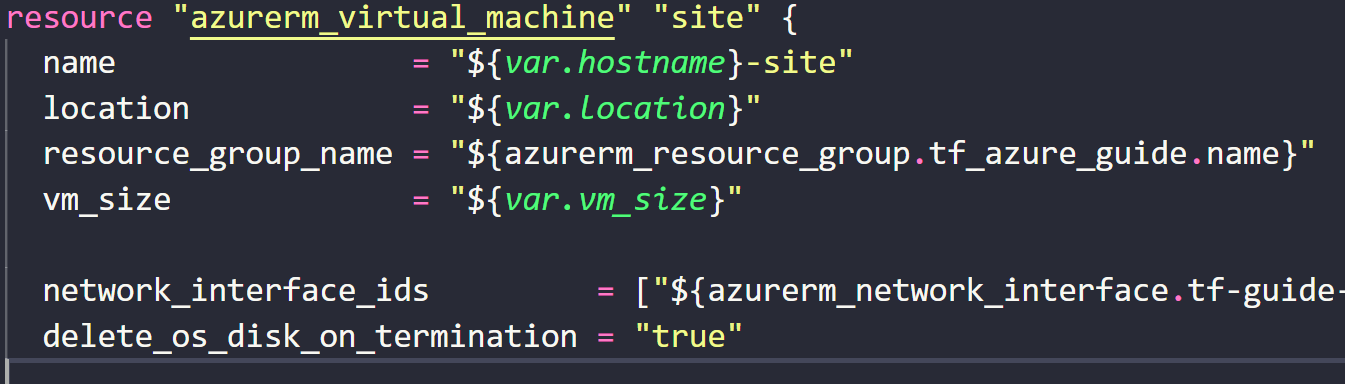 resource "azurerm_virtual_machine" "site" {
  name                = "${var.hostname}-site"
  location            = "${var.location}"
  resource_group_name = "${azurerm_resource_group.tf_azure_guide.name}"
  vm_size             = "${var.vm_size}"
  network_interface_ids         = ["${azurerm_network_interface.tf-guide-
  delete_os_disk_on_termination = "true"